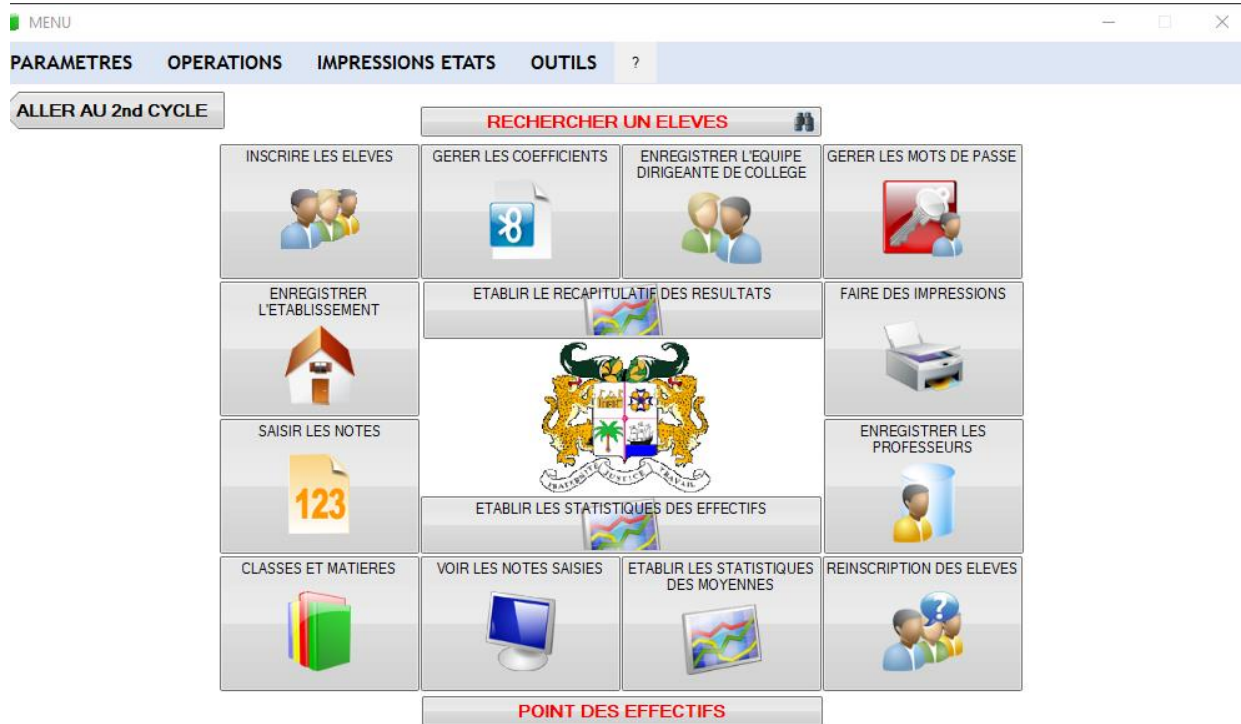 MENU
PARAMETRES OPERATIONS IMPRESSIONS ETATS OUTILS ?
ALLER AU 2nd CYCLE
RECHERCHER UN ELEVES
INSCRIRE LES ELEVES
GERER LES COEFFICIENTS
ENREGISTRER L'EQUIPE
DIRIGEANTE DE COLLEGE
GERER LES MOTS DE PASSE
ENREGISTRER
L'ETABLISSEMENT
ETABLIR LE RECAPITULATIF DES RESULTATS
FAIRE DES IMPRESSIONS
SAISIR LES NOTES
123
FRATERNITE JUSTICE TRAVAIL
ENREGISTRER LES
PROFESSEURS
ETABLIR LES STATISTIQUES DES EFFECTIFS
CLASSES ET MATIERES
VOIR LES NOTES SAISIES
ETABLIR LES STATISTIQUES
DES MOYENNES
REINSCRIPTION DES ELEVES
POINT DES EFFECTIFS